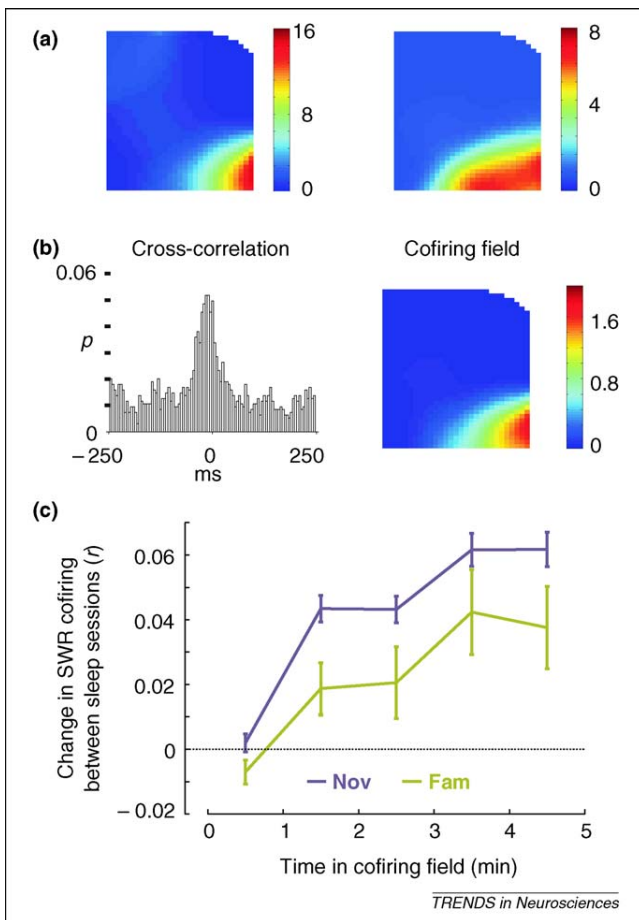 (a)
16
8
0
8
4
0
(b)
Cross-correlation
Cofiring field
0.06
p
0
−250
0
250
ms
1.6
0.8
0
(c)
Change in SWR cofiring
between sleep sessions (r)
0.06
0.04
0.02
0
−0.02
Nov
Fam
0
1
2
3
4
5
Time in cofiring field (min)
TRENDS in Neurosciences